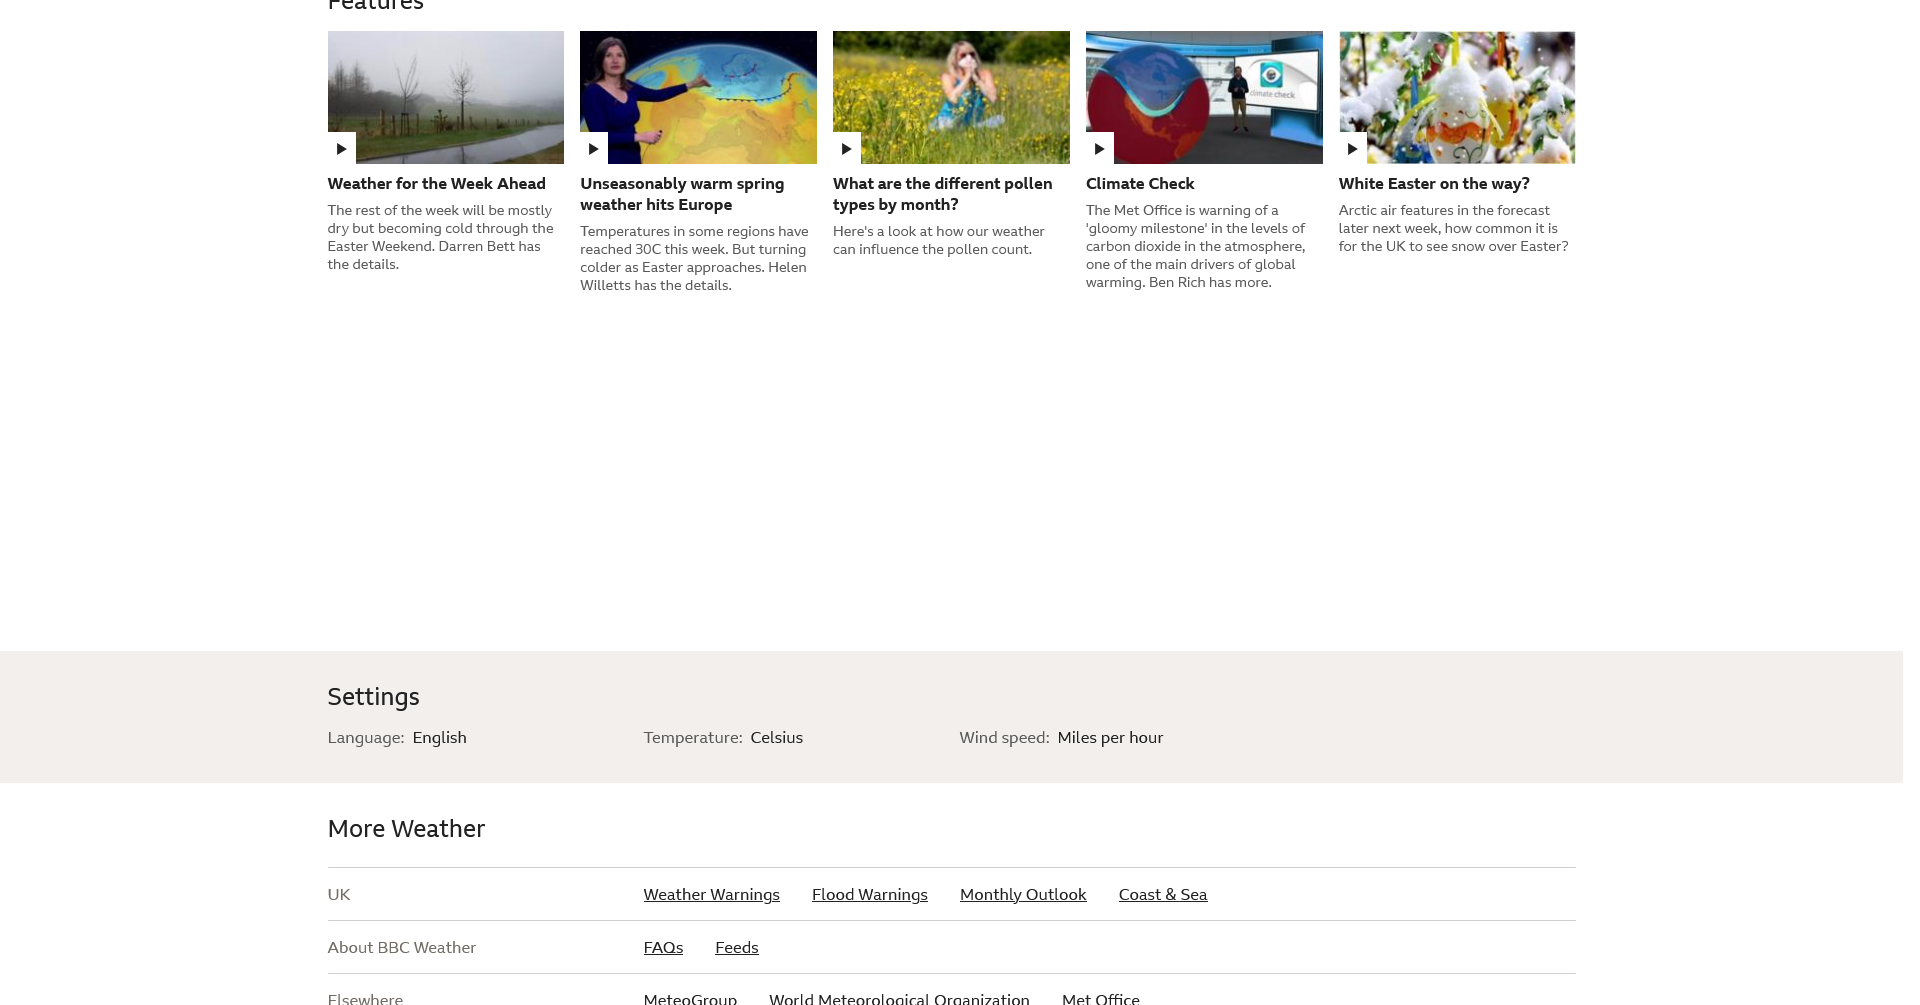 Features
climate check
Weather for the Week Ahead
The rest of the week will be mostly
dry but becoming cold through the
Easter Weekend. Darren Bett has
the details.
Unseasonably warm spring
weather hits Europe
Temperatures in some regions have
reached 30C this week. But turning
colder as Easter approaches. Helen
Willetts has the details.
What are the different pollen
types by month?
Here's a look at how our weather
can influence the pollen count.
Climate Check
The Met Office is warning of a
'gloomy milestone' in the levels of
carbon dioxide in the atmosphere,
one of the main drivers of global
warming. Ben Rich has more.
White Easter on the way?
Arctic air features in the forecast
later next week, how common it is
for the UK to see snow over Easter?
Settings
Language: English
Temperature: Celsius
Wind speed: Miles per hour
More Weather
UK Weather Warnings Flood Warnings Monthly Outlook Coast & Sea
About BBC Weather FAQs Feeds
Elsewhere MeteoGroup World Meteorological Organization Met Office